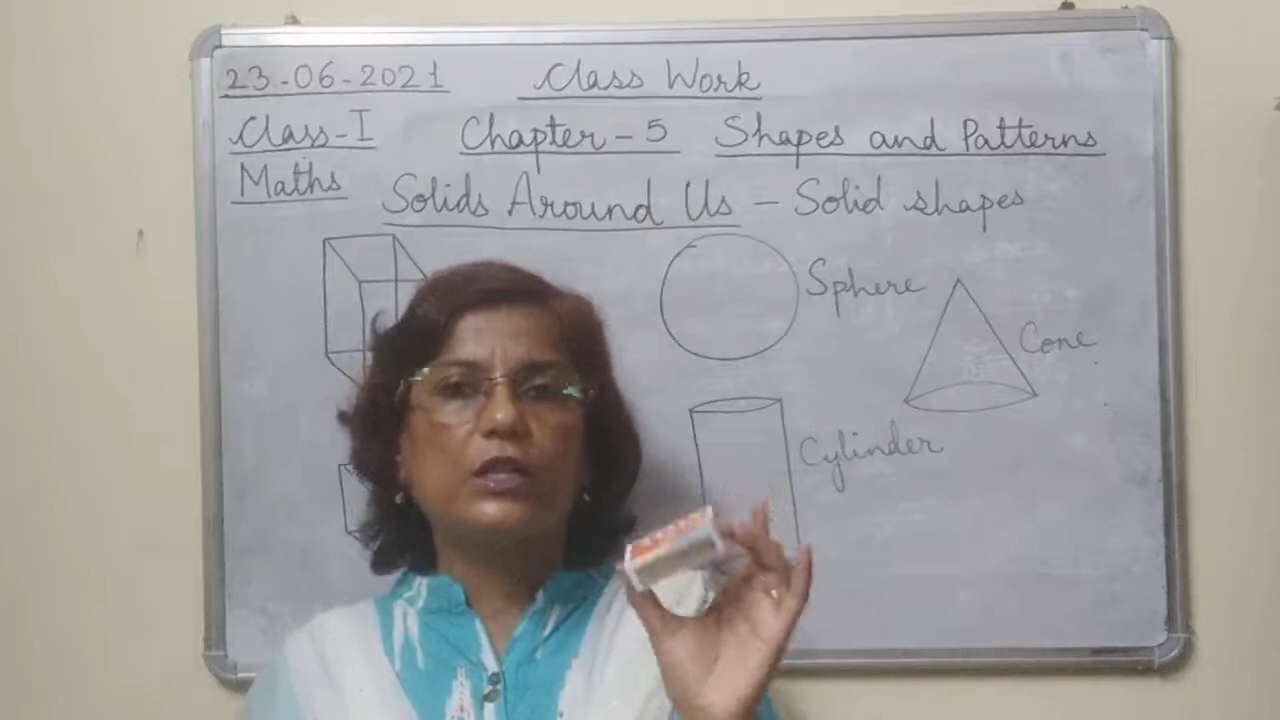 23-06-2021 Class Work
Class-I Chapter-5 Shapes and Patterns
Maths Solids Around Us - Solid shapes
Sphere
Cone
Cylinder